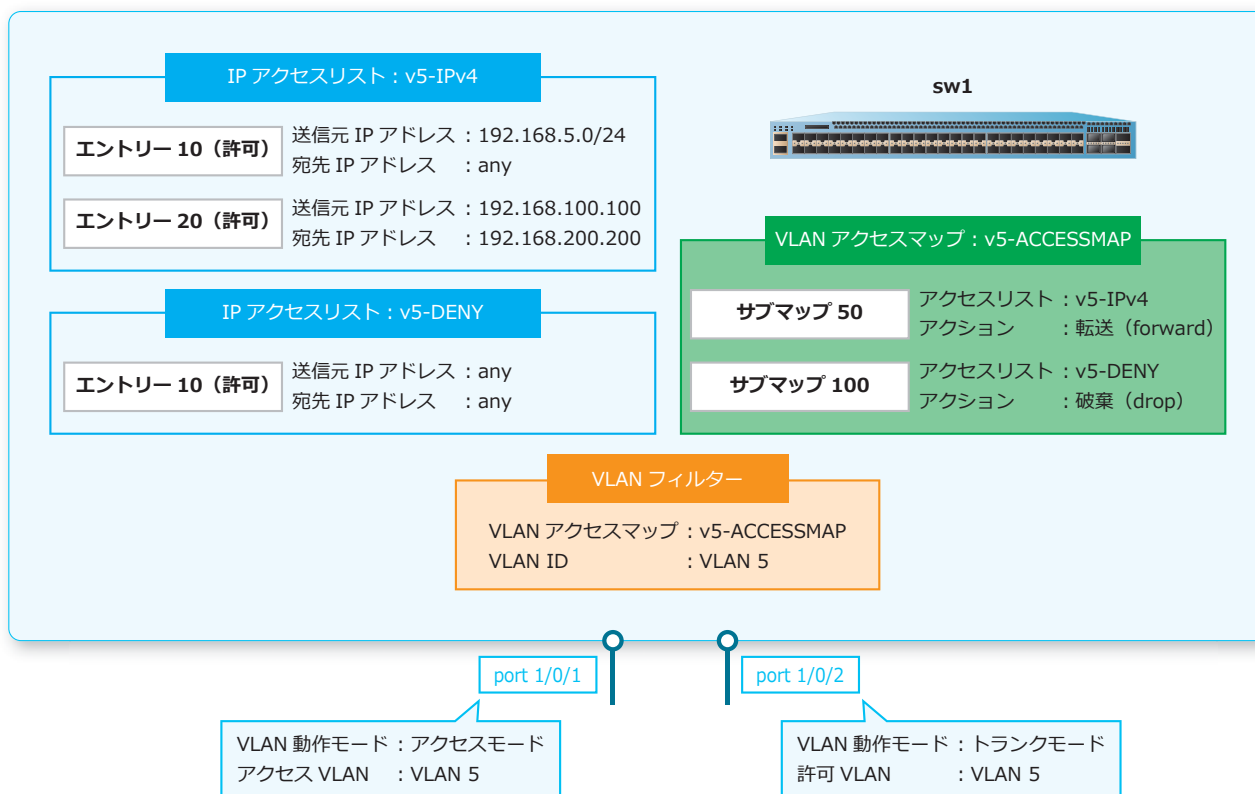 IP アクセスリスト:v5-IPv4
エントリー 10(許可)
送信元 IP アドレス:192.168.5.0/24
宛先 IP アドレス :any
エントリー 20(許可)
送信元 IP アドレス:192.168.100.100
宛先 IP アドレス :192.168.200.200
IP アクセスリスト:v5-DENY
エントリー 10(許可)
送信元 IP アドレス:any
宛先 IP アドレス :any
sw1
VLAN アクセスマップ:v5-ACCESSMAP
サブマップ 50
アクセスリスト:v5-IPv4
アクション :転送(forward)
サブマップ 100
アクセスリスト:v5-DENY
アクション :破棄(drop)
VLAN フィルター
VLAN アクセスマップ:v5-ACCESSMAP
VLAN ID :VLAN 5
port 1/0/1
port 1/0/2
VLAN 動作モード:アクセスモード
アクセス VLAN :VLAN 5
VLAN 動作モード:トランクモード
許可 VLAN :VLAN 5